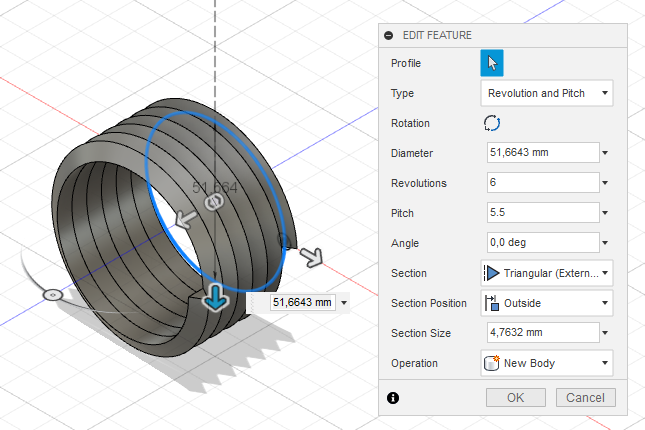 EDIT FEATURE
Profile
Type Revolution and Pitch
Rotation
Diameter 51,6643 mm
Revolutions 6
Pitch 5.5
Angle 0,0 deg
Section Triangular (Extern...
Section Position Outside
Section Size 4,7632 mm
Operation New Body
OK Cancel
51,664
51,6643 mm